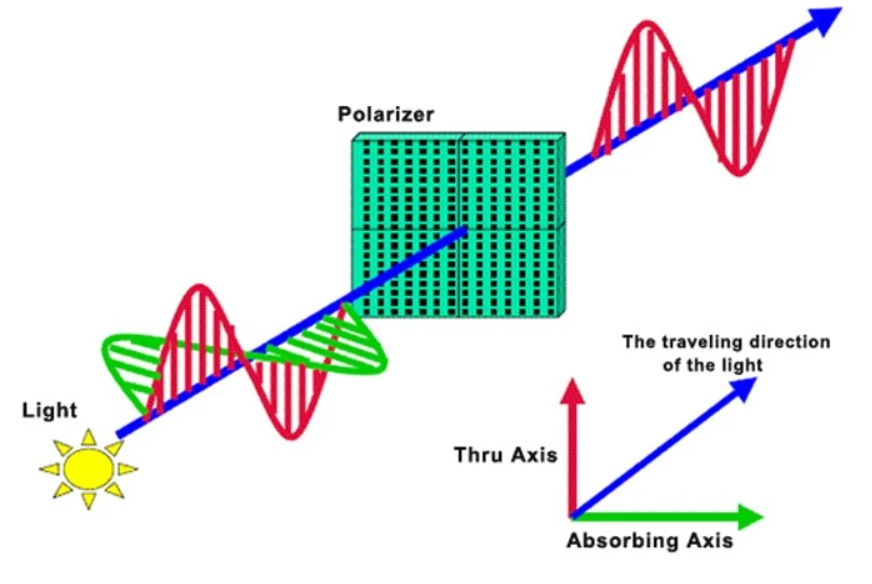 Polarizer
Light
The traveling direction
of the light
Thru Axis
Absorbing Axis